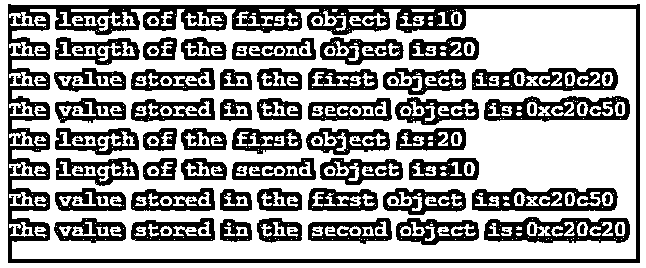 The length of the first object is:10
The length of the second object is:20
The value stored in the first object is:0xc20c20
The value stored in the second object is:0xc20c50
The length of the first object is:20
The length of the second object is:10
The value stored in the first object is:0xc20c50
The value stored in the second object is:0xc20c20